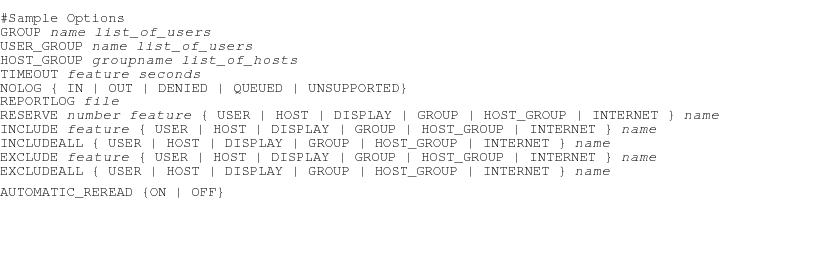 #Sample Options
GROUP name list_of_users
USER_GROUP name list_of_users
HOST_GROUP groupname list_of_hosts
TIMEOUT feature seconds
NOLOG { IN | OUT | DENIED | QUEUED | UNSUPPORTED}
REPORTLOG file
RESERVE number feature { USER | HOST | DISPLAY | GROUP | HOST_GROUP | INTERNET } name
INCLUDE feature { USER | HOST | DISPLAY | GROUP | HOST_GROUP | INTERNET } name
INCLUDEALL { USER | HOST | DISPLAY | GROUP | HOST_GROUP | INTERNET } name
EXCLUDE feature { USER | HOST | DISPLAY | GROUP | HOST_GROUP | INTERNET } name
EXCLUDEALL { USER | HOST | DISPLAY | GROUP | HOST_GROUP | INTERNET } name
AUTOMATIC_REREAD {ON | OFF}